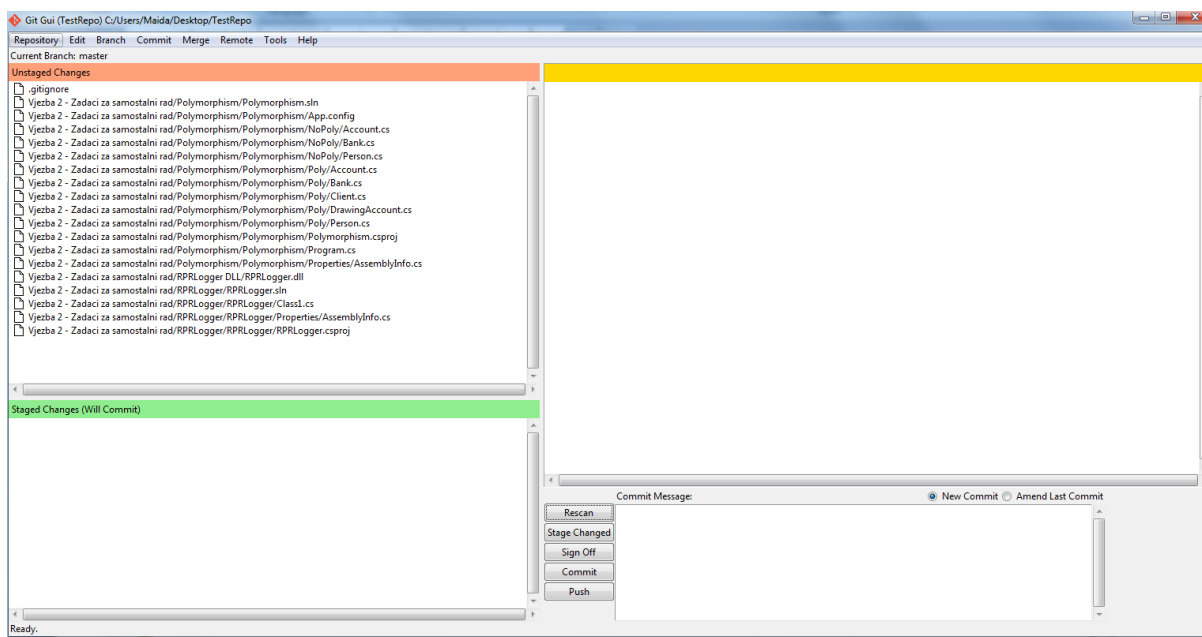 Git Gui (TestRepo) C:/Users/Maida/Desktop/TestRepo
Repository Edit Branch Commit Merge Remote Tools Help
Current Branch: master
Unstaged Changes
.gitignore
Vjezba 2 - Zadaci za samostalni rad/Polymorphism/Polymorphism.sln
Vjezba 2 - Zadaci za samostalni rad/Polymorphism/Polymorphism/App.config
Vjezba 2 - Zadaci za samostalni rad/Polymorphism/Polymorphism/NoPoly/Account.cs
Vjezba 2 - Zadaci za samostalni rad/Polymorphism/Polymorphism/NoPoly/Bank.cs
Vjezba 2 - Zadaci za samostalni rad/Polymorphism/Polymorphism/NoPoly/Person.cs
Vjezba 2 - Zadaci za samostalni rad/Polymorphism/Polymorphism/Poly/Account.cs
Vjezba 2 - Zadaci za samostalni rad/Polymorphism/Polymorphism/Poly/Bank.cs
Vjezba 2 - Zadaci za samostalni rad/Polymorphism/Polymorphism/Poly/Client.cs
Vjezba 2 - Zadaci za samostalni rad/Polymorphism/Polymorphism/Poly/DrawingAccount.cs
Vjezba 2 - Zadaci za samostalni rad/Polymorphism/Polymorphism/Poly/Person.cs
Vjezba 2 - Zadaci za samostalni rad/Polymorphism/Polymorphism/Polymorphism.csproj
Vjezba 2 - Zadaci za samostalni rad/Polymorphism/Polymorphism/Program.cs
Vjezba 2 - Zadaci za samostalni rad/Polymorphism/Polymorphism/Properties/AssemblyInfo.cs
Vjezba 2 - Zadaci za samostalni rad/RPRLogger DLL/RPRLogger.dll
Vjezba 2 - Zadaci za samostalni rad/RPRLogger/RPRLogger.sln
Vjezba 2 - Zadaci za samostalni rad/RPRLogger/RPRLogger/Class1.cs
Vjezba 2 - Zadaci za samostalni rad/RPRLogger/RPRLogger/Properties/AssemblyInfo.cs
Vjezba 2 - Zadaci za samostalni rad/RPRLogger/RPRLogger/RPRLogger.csproj
Staged Changes (Will Commit)
Commit Message:
New Commit
Amend Last Commit
Rescan
Stage Changed
Sign Off
Commit
Push
Ready.